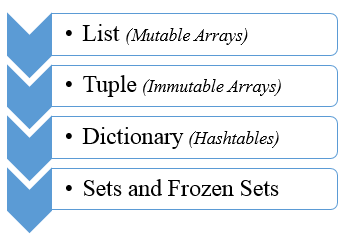 • List (Mutable Arrays)
• Tuple (Immutable Arrays)
• Dictionary (Hashtables)
• Sets and Frozen Sets